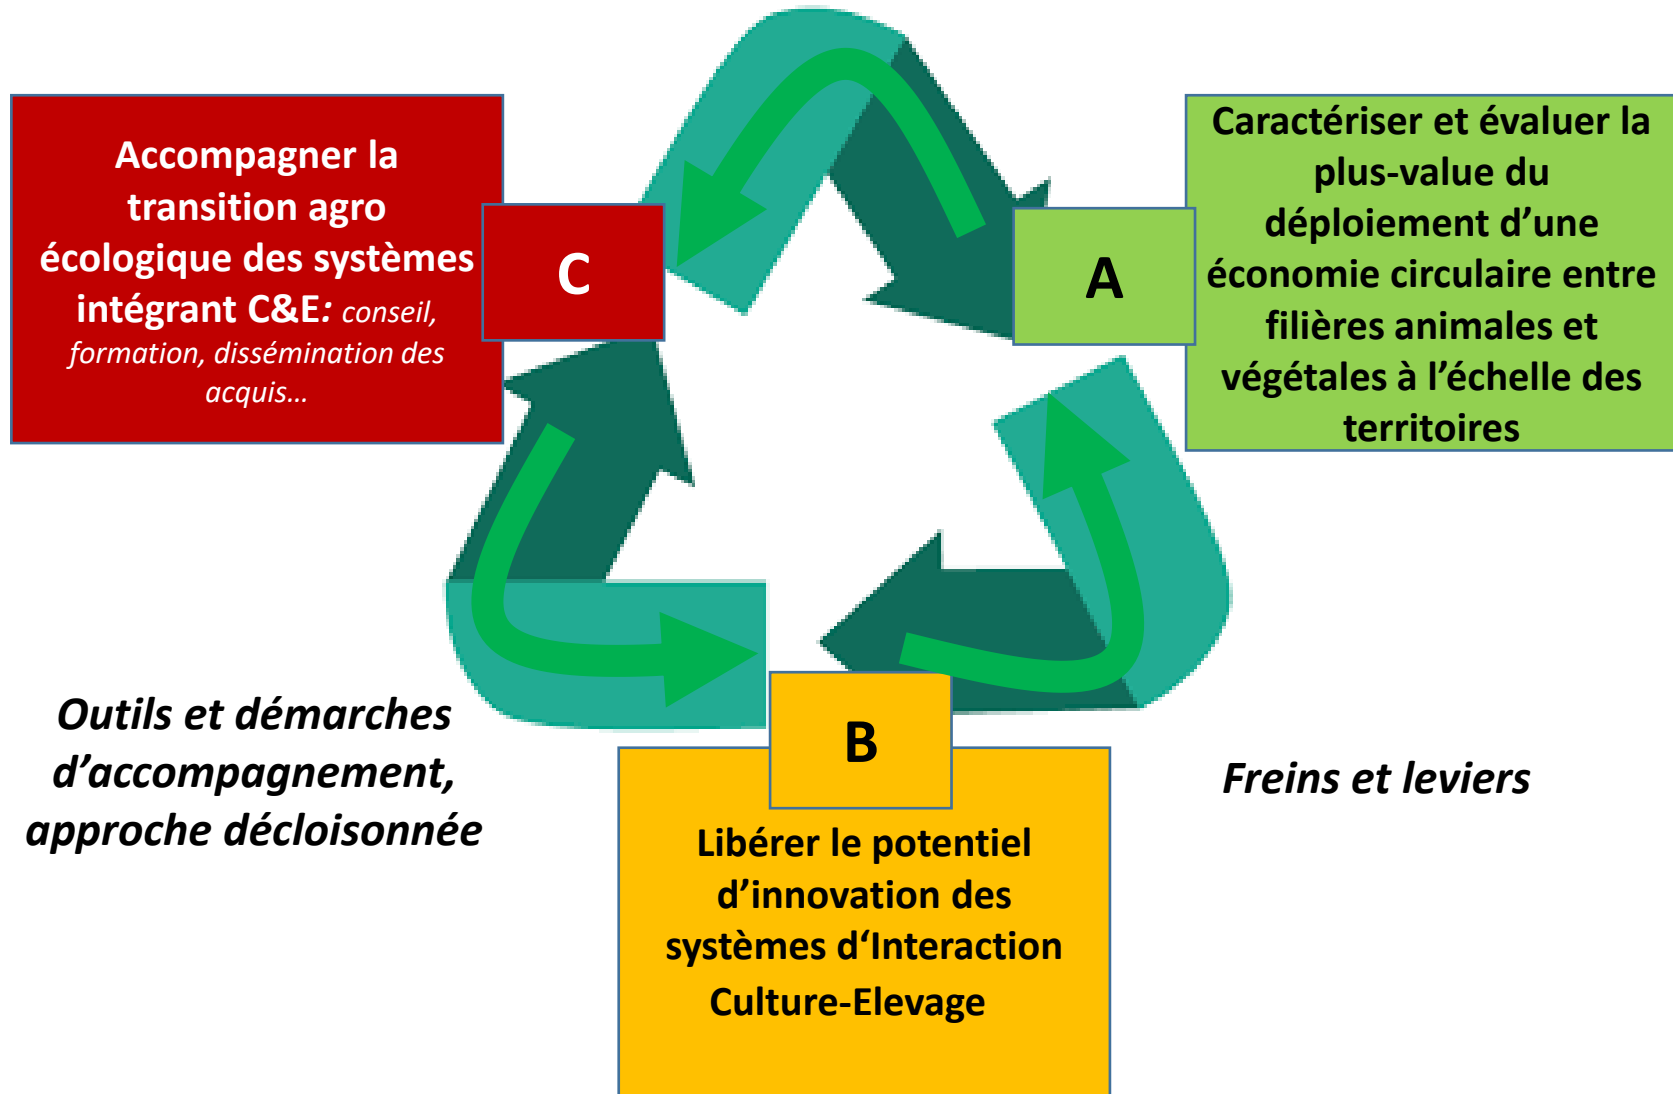 Accompagner la
transition agro
écologique des systèmes
intégrant C&E: conseil,
formation, dissémination des
acquis...
C
A
Caractériser et évaluer la
plus-value du
déploiement d’une
économie circulaire entre
filières animales et
végétales à l’échelle des
territoires
Outils et démarches
d’accompagnement,
approche décloisonnée
B
Libérer le potentiel
d’innovation des
systèmes d‘Interaction
Culture-Elevage
Freins et leviers